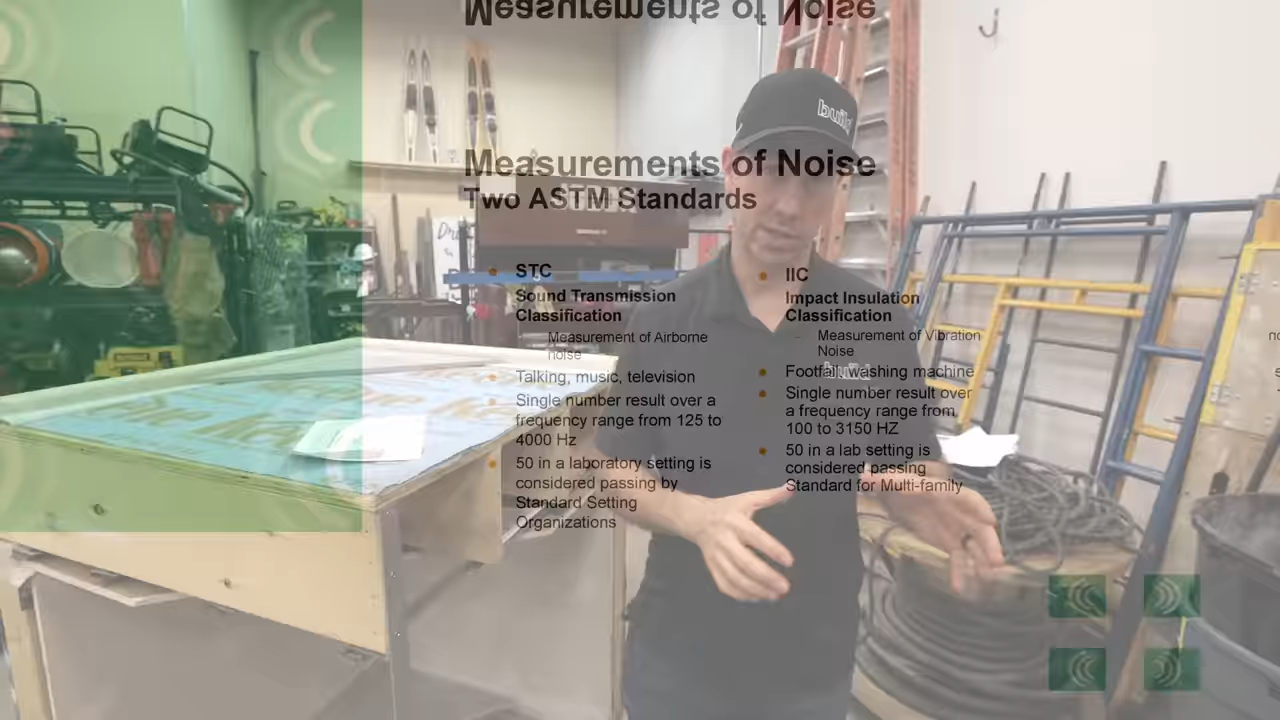 Measurements of Noise
Measurements of Noise
Two ASTM Standards
STC
Sound Transmission
Classification
Measurement of Airborne
noise
Talking, music, television
Single number result over a
frequency range from 125 to
4000 Hz
50 in a laboratory setting is
considered passing by
Standard Setting
Organizations
IIC
Impact Insulation
Classification
Measurement of Vibration
Noise
Footfall, washing machine
Single number result over
a frequency range from
100 to 3150 HZ
50 in a lab setting is
considered passing
Standard for Multi-family
build